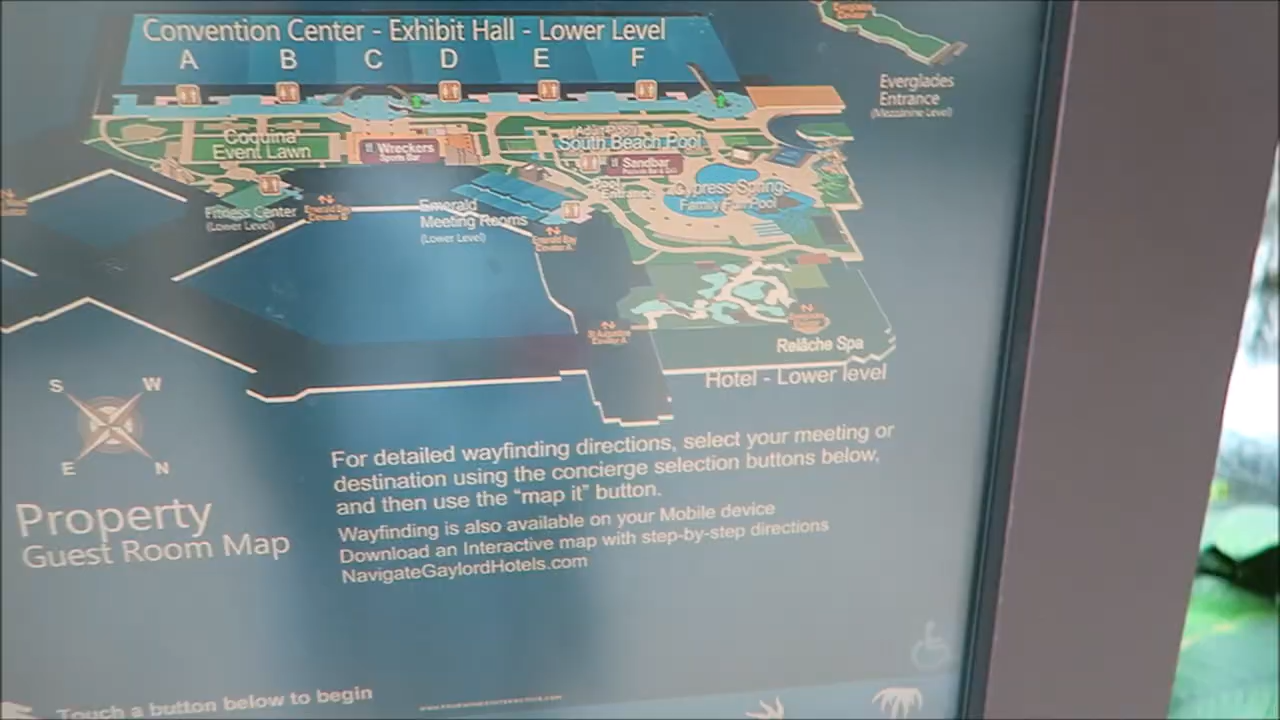 Convention Center - Exhibit Hall - Lower Level
A B C D E F
Everglades
Entrance
(Mezzanine Level)
Coquina
Event Lawn
Wreckers
Sports Bar
South Beach Pool
Sandbar
Cypress Springs
Family Fun Pool
Fitness Center
(Lower Level)
Emerald
Meeting Rooms
(Lower Level)
Relâche Spa
Hotel - Lower level
S W
E N
Property
Guest Room Map
For detailed wayfinding directions, select your meeting or
destination using the concierge selection buttons below,
and then use the “map it” button.
Wayfinding is also available on your Mobile device
Download an Interactive map with step-by-step directions
NavigateGaylordHotels.com
Touch a button below to begin